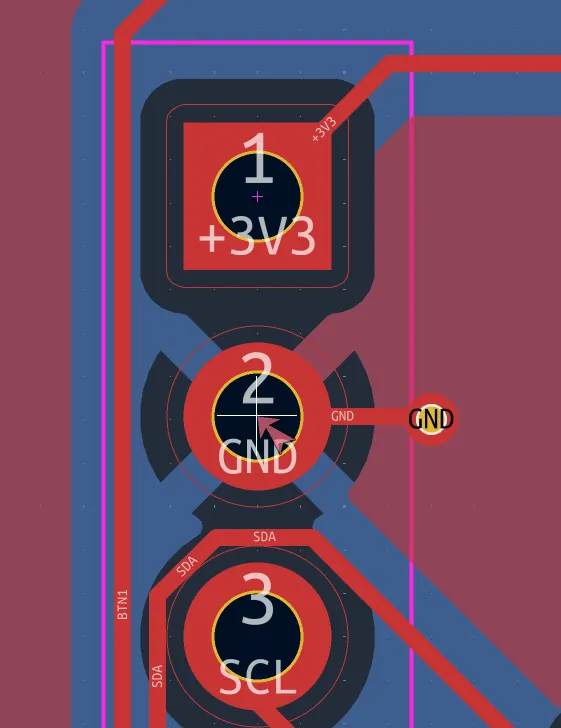 +3V3
1
+3V3
2
GND
GND
GND
SDA
SDA
BTN1
3
SDA
SCL